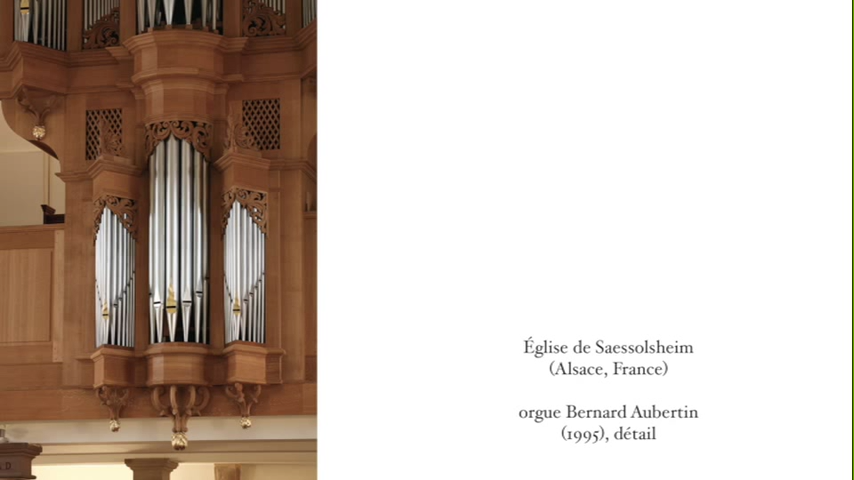 Église de Saessolsheim
(Alsace, France)
orgue Bernard Aubertin
(1995), détail